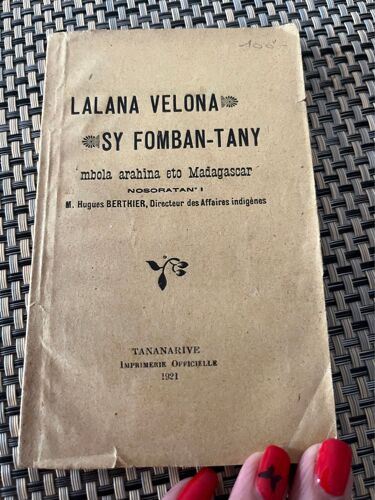 100.-
LALANA VELONA
SY FOMBAN-TANY
mbola arahina eto Madagascar
NOSORATAN' I
M. Hugues BERTHIER, Directeur des Affaires indigènes
TANANARIVE
IMPRIMERIE OFFICIELLE
1921